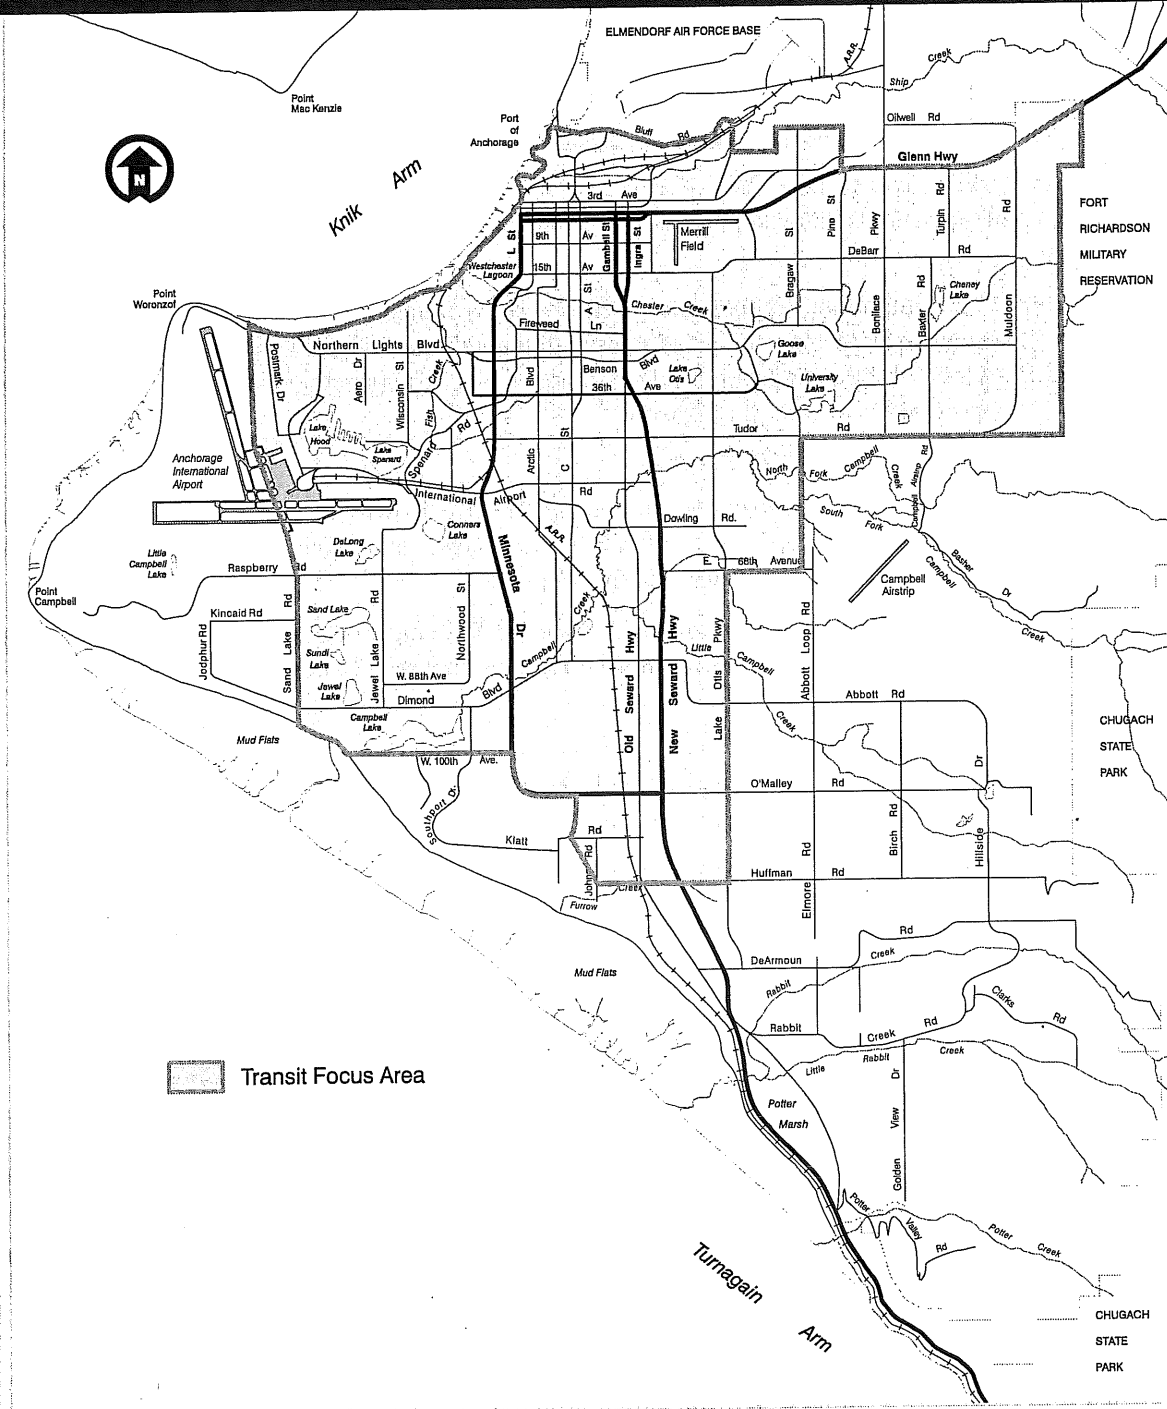 ELMENDORF AIR FORCE BASE
A.R.R.
Creek
Ship
Point
Mac Kenzie
Port
of
Anchorage
Bluff Rd
Oilwell Rd
Glenn Hwy
N
Knik Arm
3rd Ave
FORT
RICHARDSON
MILITARY
RESERVATION
L St
9th Av
Gambell St
Ingra St
Merrill
Field
St
Pine St
Pkwy
Turpin Rd
Rd
DeBarr Rd
Westchester
Lagoon
15th Av
A St
Bragaw
Boniface
Baxter Rd
Cheney
Lake
Muldoon
Chester Creek
Point
Woronzof
Fireweed Ln
Postmark Dr
Northern Lights Blvd
Aero Dr
Wisconsin St
Fish Creek
Blvd
Benson Blvd
36th Ave
Lake
Otis
Goose
Lake
University
Lake
Lake
Hood
Lake
Spenard
Spenard Rd
Arctic
C St
Tudor Rd
Anchorage
International
Airport
International Airport Rd
North Fork Campbell Creek
Campbell Airstrip Rd
South Fork
Conners
Lake
DeLong
Lake
A.R.R.
Dowling Rd.
Little
Campbell
Lake
Raspberry Rd
Minnesota Dr
E. 68th Avenue
Campbell
Airstrip
Basher Dr
Campbell Creek
Point
Campbell
Kincaid Rd
Jodphur Rd
Sand Lake Rd
Sand Lake
Sundi
Lake
Jewel
Lake
Jewel Lake Rd
Northwood St
W. 88th Ave
Dimond Blvd
Campbell Creek
Campbell
Lake
Old Seward Hwy
New Seward Hwy
Little Campbell
Creek
Lake Otis Pkwy
Abbott Loop Rd
Abbott Rd
CHUGACH
STATE
PARK
Mud Flats
W. 100th Ave.
Southport Dr.
O'Malley Rd
Birch Rd
Hillside Dr
Klatt Rd
Johns Rd
Huffman Rd
Furrow Creek
Elmore Rd
Mud Flats
DeArmoun Rd
Rabbit Creek
Rabbit Creek Rd
Clarks Rd
Little Rabbit Creek
Transit Focus Area
Potter
Marsh
Golden View Dr
Potter Valley Rd
Potter Creek
Turnagain Arm
CHUGACH
STATE
PARK